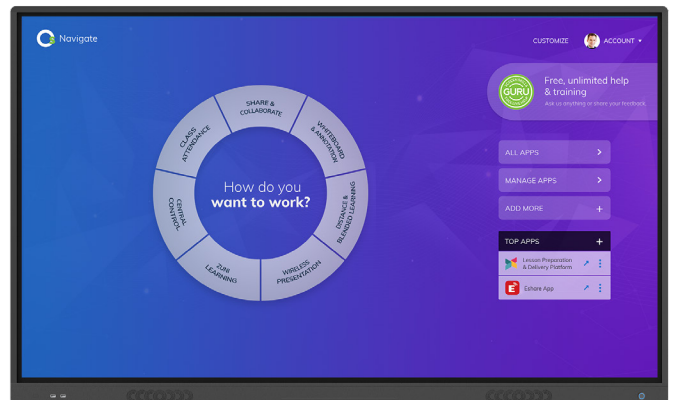 Navigate
CUSTOMIZE
ACCOUNT
GURU
Free, unlimited help
& training
Ask us anything or share your feedback.
SHARE &
COLLABORATE
WHITEBOARD
& ANNOTATION
DISTANCE &
BLENDED LEARNING
WIRELESS
PRESENTATION
2UNI
LEARNING
CENTRAL
CONTROL
CLASS
ATTENDANCE
How do you
want to work?
ALL APPS
MANAGE APPS
ADD MORE
TOP APPS
Lesson Preparation
& Delivery Platform
Eshare App